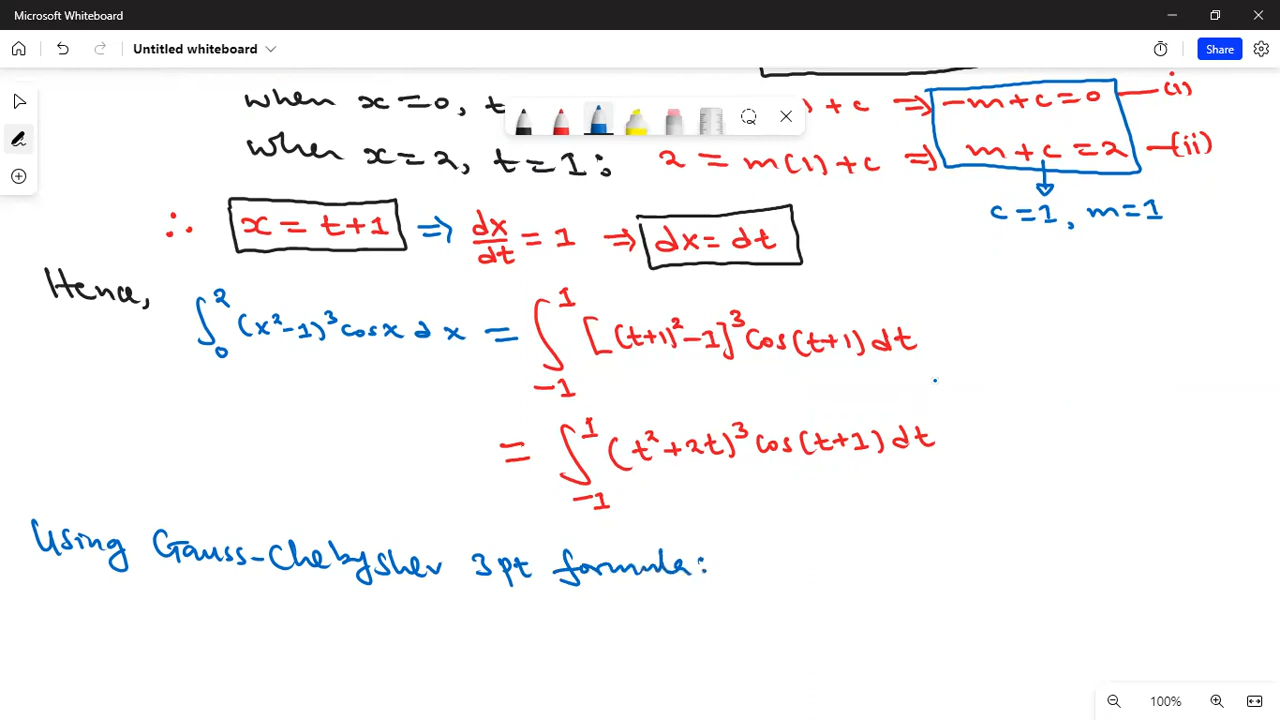 Microsoft Whiteboard
Untitled whiteboard
Share
when x=0, t
)+c ⇒ -m+c=0 —(i)
when x=2, t=1: 2 = m(1)+c ⇒ m+c=2 —(ii)
c=1, m=1
∴ x = t+1 ⇒ dx/dt = 1 ⇒ dx=dt
Hence,
∫₀² (x²-1)³ cosx dx = ∫₋₁¹ [(t+1)²-1]³ cos(t+1) dt
= ∫₋₁¹ (t²+2t)³ cos(t+1) dt
Using Gauss-Chebyshev 3pt formula:
100%